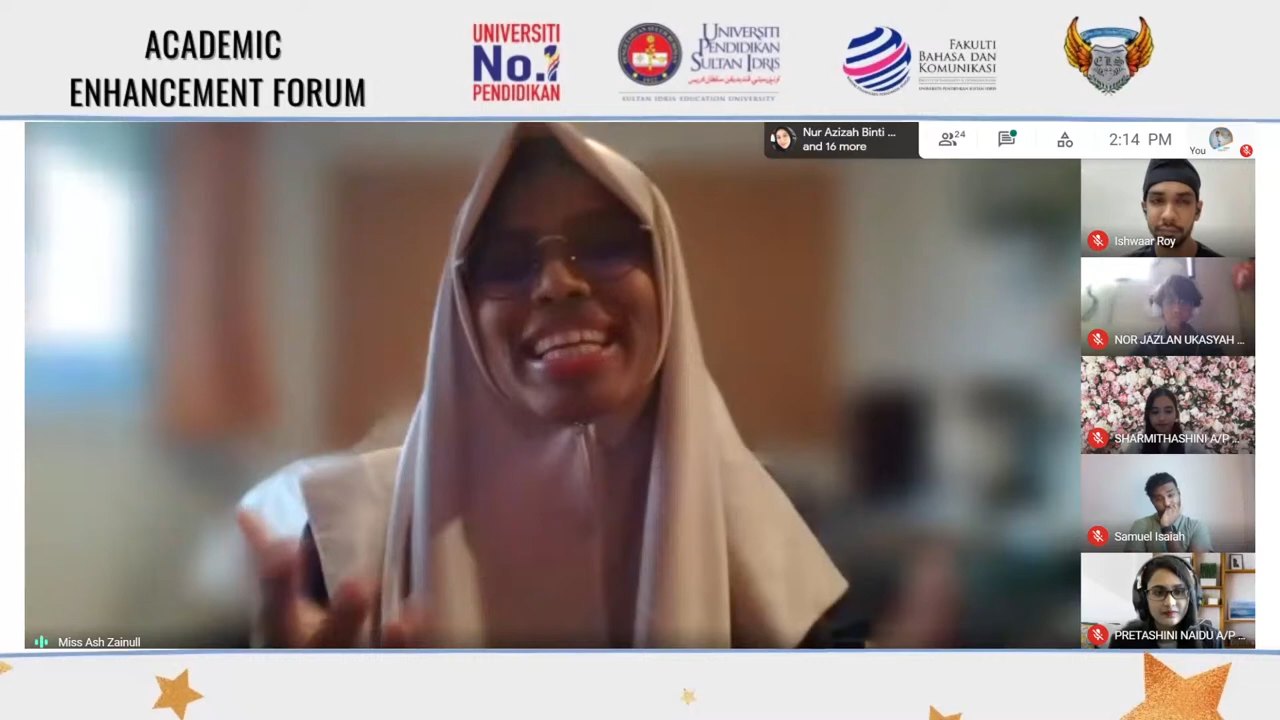 ACADEMIC
ENHANCEMENT FORUM
UNIVERSITI
No.1
PENDIDIKAN
UNIVERSITI
PENDIDIKAN
SULTAN IDRIS
SULTAN IDRIS EDUCATION UNIVERSITY
FAKULTI
BAHASA DAN
KOMUNIKASI
ELS
Nur Azizah Binti ...
and 16 more
24
2:14 PM
You
Ishwaar Roy
NOR JAZLAN UKASYAH ...
SHARMITHASHINI A/P ...
Samuel Isaiah
PRETASHINI NAIDU A/P ...
Miss Ash Zainull